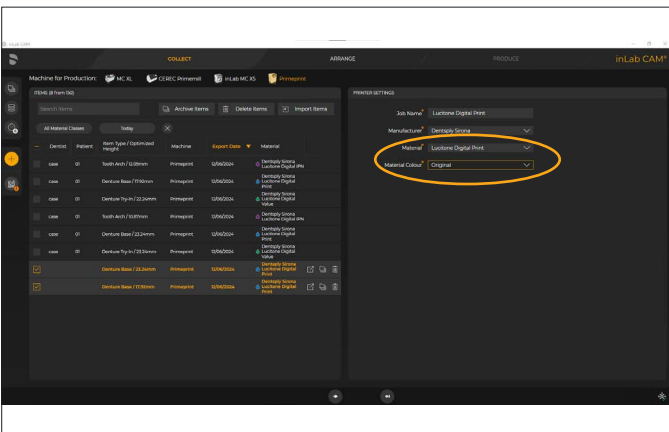 inLab CAM
COLLECT
ARRANGE
PRODUCE
inLab CAM
Machine for Production: MC XL CEREC Primemill inLab MC X5 Primeprint
ITEMS (8 from 150)
Search Items Archive Items Delete Items Import Items
All Material Classes Today
Dentist Patient Item Type / Optimized Height Machine Export Date Material
case 01 Tooth Arch / 12.09mm Primeprint 12/06/2024 Dentsply Sirona Lucitone Digital IPN
case 01 Denture Base / 17.92mm Primeprint 12/06/2024 Dentsply Sirona Lucitone Digital Print
case 01 Denture Try-In / 22.24mm Primeprint 12/06/2024 Dentsply Sirona Lucitone Digital Value
case 01 Tooth Arch / 10.87mm Primeprint 12/06/2024 Dentsply Sirona Lucitone Digital IPN
case 01 Denture Base / 23.24mm Primeprint 12/06/2024 Dentsply Sirona Lucitone Digital Print
case 01 Denture Try-In / 23.24mm Primeprint 12/06/2024 Dentsply Sirona Lucitone Digital Value
Denture Base / 23.24mm Primeprint 12/06/2024 Dentsply Sirona Lucitone Digital Print
Denture Base / 17.92mm Primeprint 12/06/2024 Dentsply Sirona Lucitone Digital Print
PRINTER SETTINGS
Job Name* Lucitone Digital Print
Manufacturer* Dentsply Sirona
Material* Lucitone Digital Print
Material Colour* Original